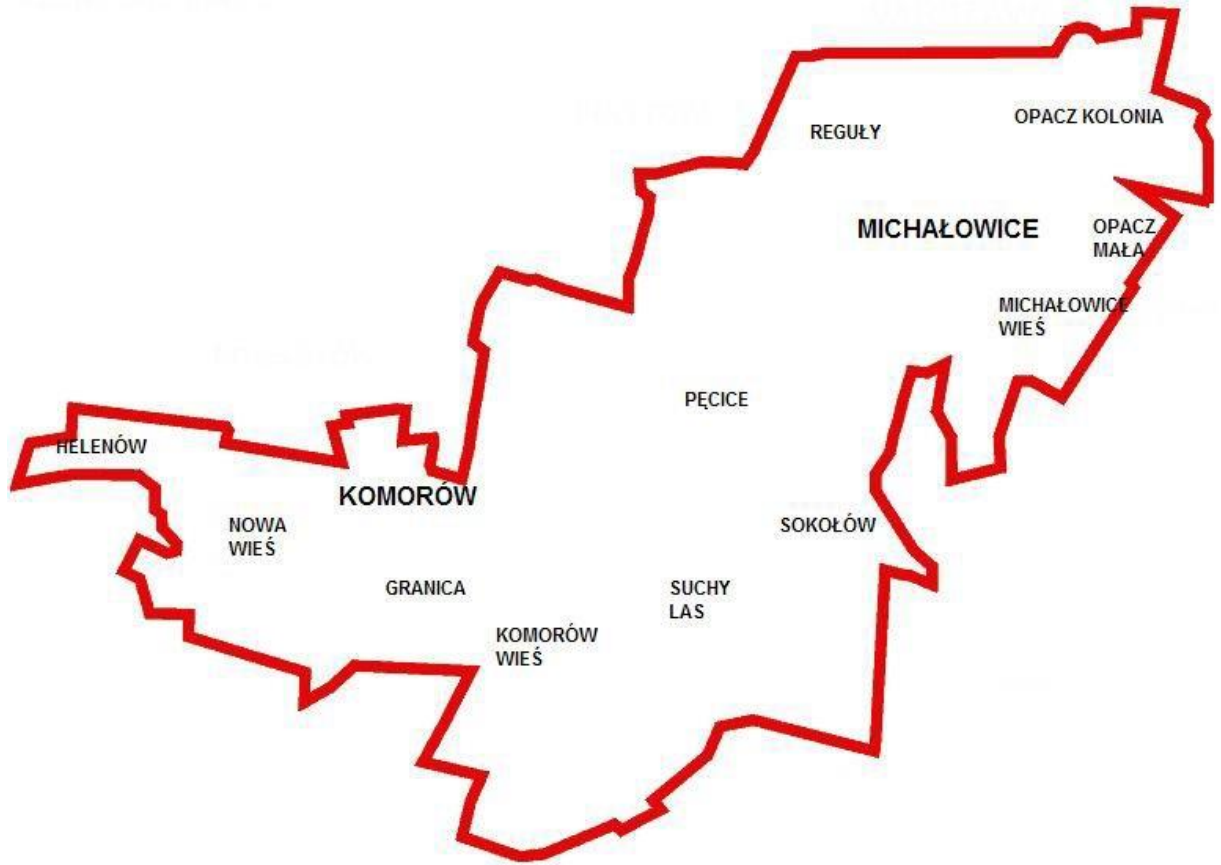 OPACZ KOLONIA
REGUŁY
MICHAŁOWICE
OPACZ
MAŁA
MICHAŁOWICE
WIEŚ
PĘCICE
HELENÓW
KOMORÓW
NOWA
WIEŚ
SOKOŁÓW
GRANICA
SUCHY
LAS
KOMORÓW
WIEŚ